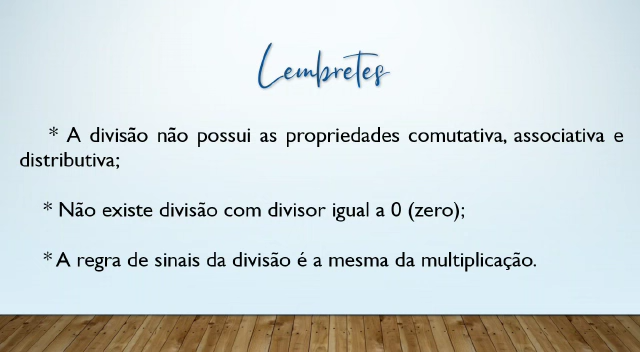 Lembretes
* A divisão não possui as propriedades comutativa, associativa e
distributiva;
* Não existe divisão com divisor igual a 0 (zero);
* A regra de sinais da divisão é a mesma da multiplicação.